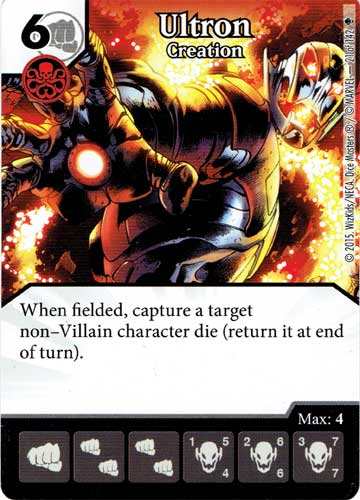 6
Ultron
Creation
© 2015, WizKids/NECA, Dice Masters (®)/ © MARVEL.
When fielded, capture a target
non–Villain character die (return it at end
of turn).
Max: 4
1 5 4
2 6 6
3 7 7